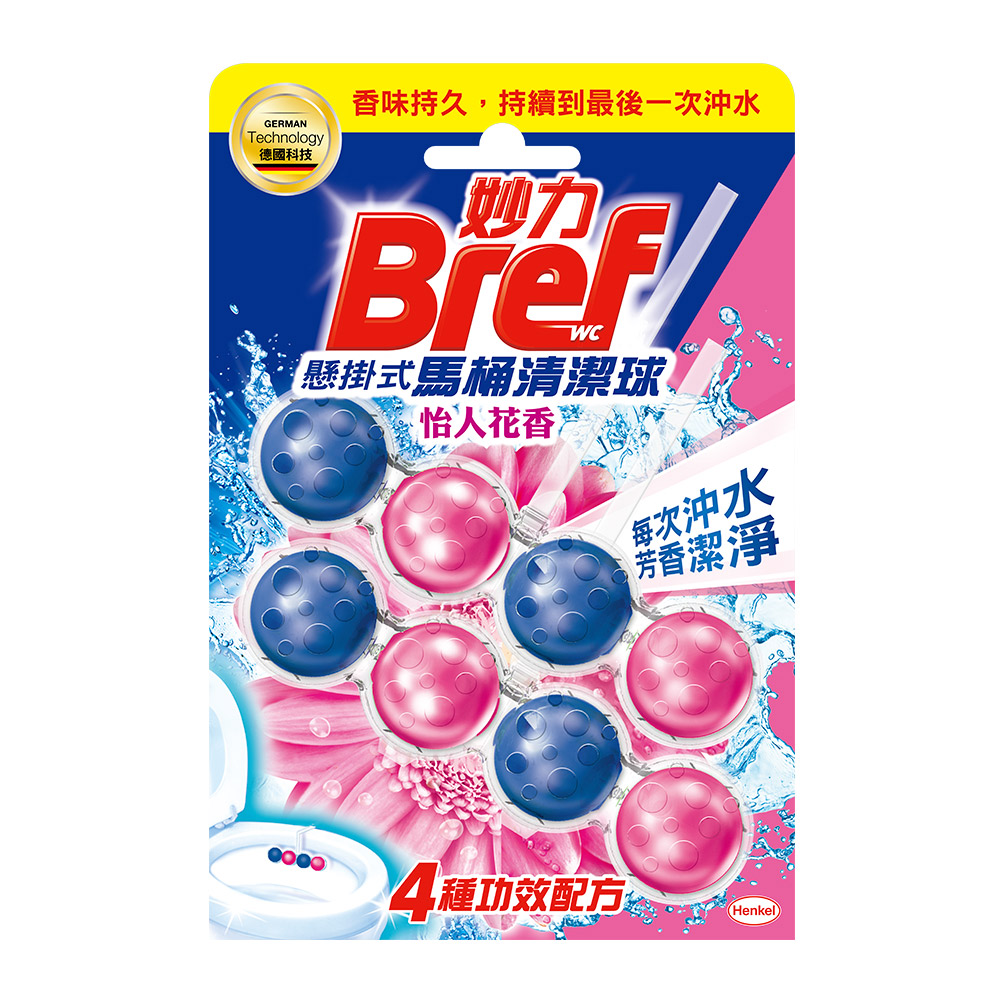 香味持久，持續到最後一次沖水
GERMAN
Technology
德國科技
妙力
Bref
WC
懸掛式馬桶清潔球
怡人花香
每次沖水
芳香潔淨
4種功效配方
Henkel